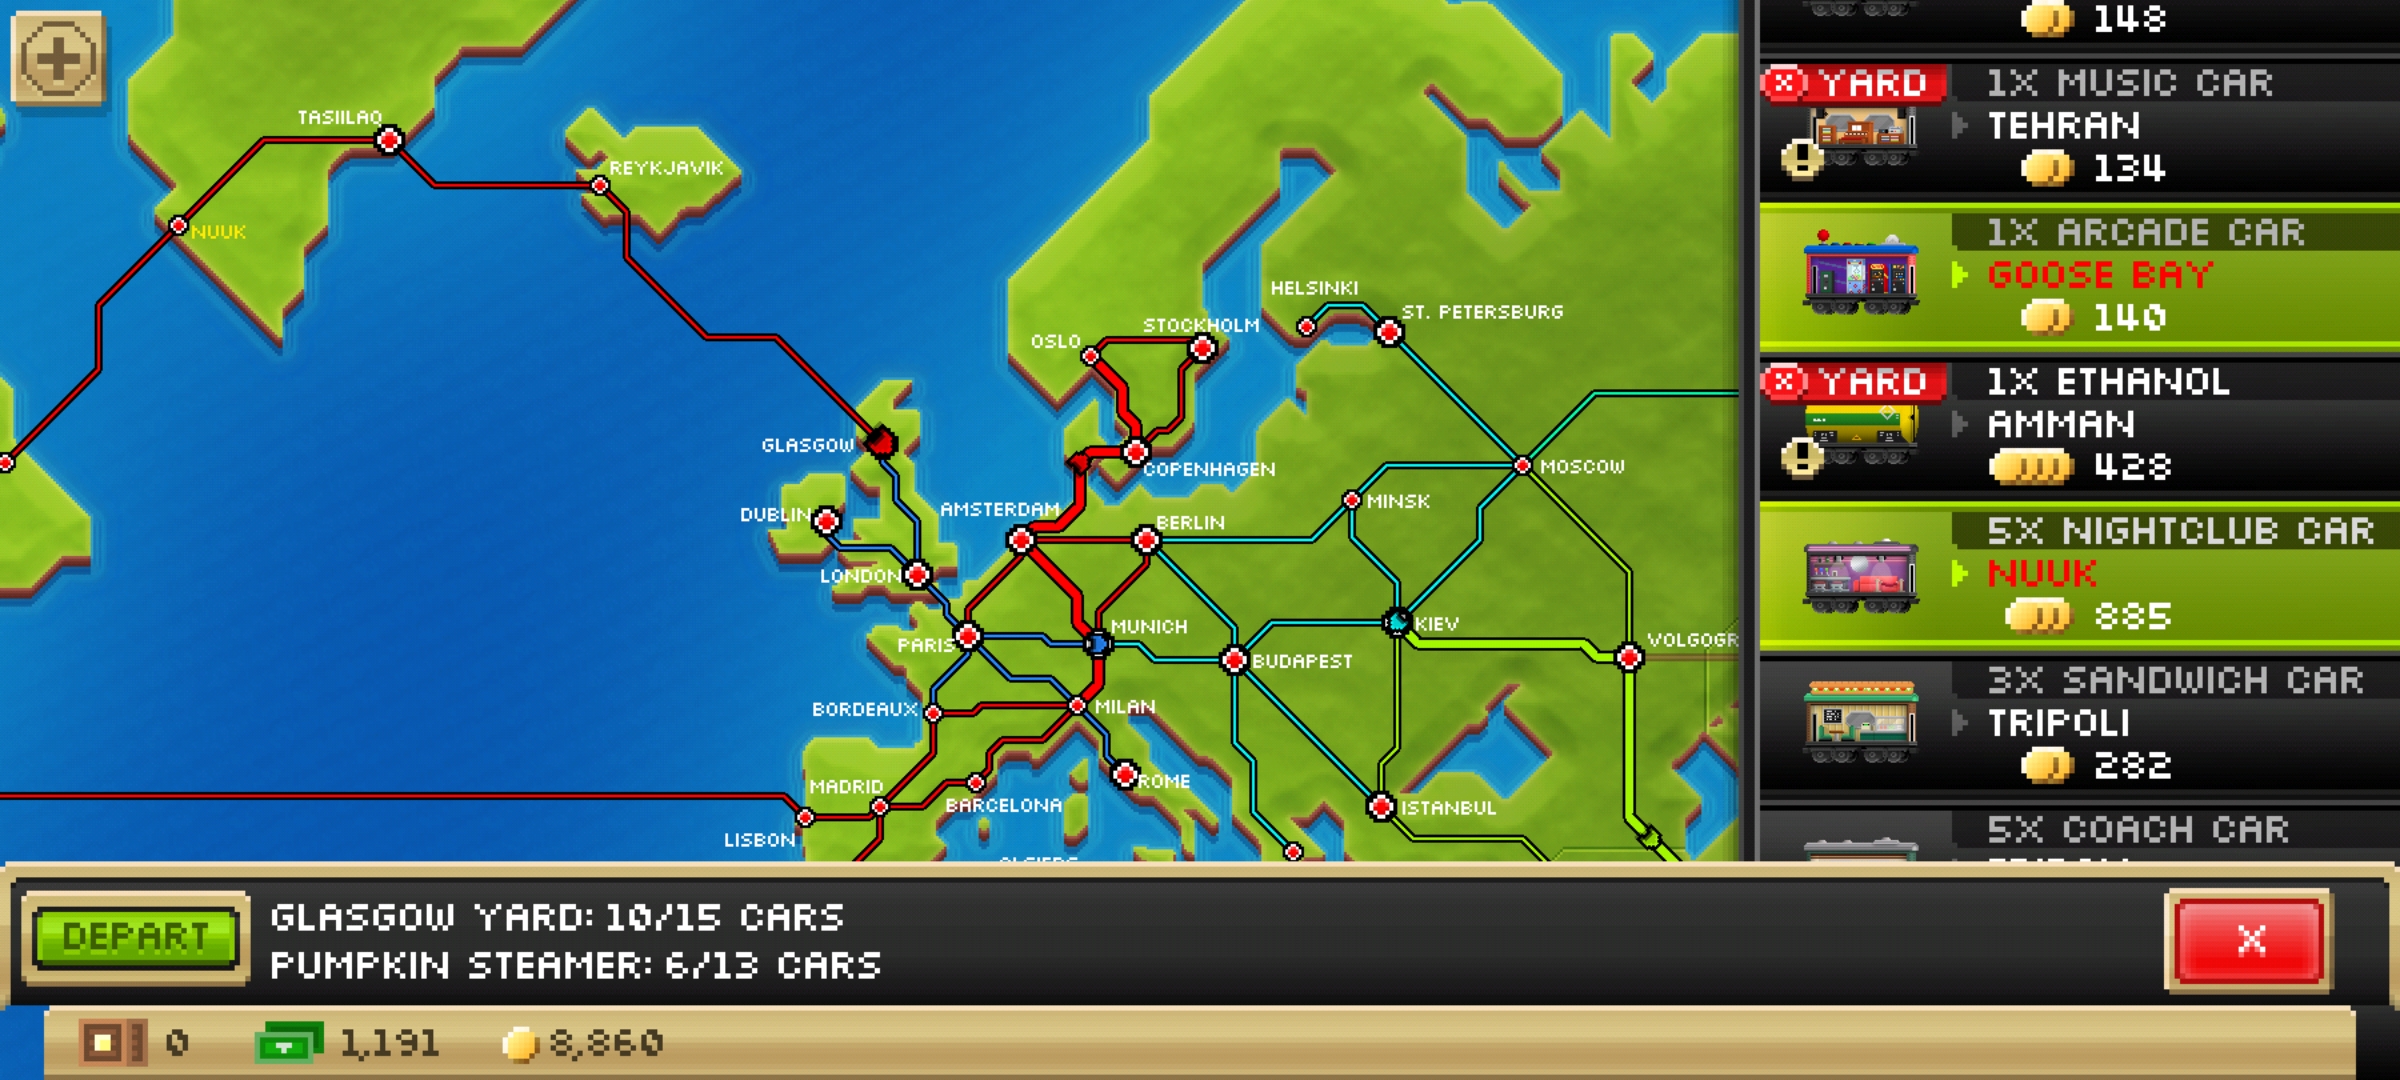 TASIILAQ
REYKJAVIK
NUUK
HELSINKI
ST. PETERSBURG
STOCKHOLM
OSLO
GLASGOW
COPENHAGEN
MOSCOW
MINSK
AMSTERDAM
BERLIN
DUBLIN
LONDON
KIEV
MUNICH
PARIS
VOLGOGR
BUDAPEST
BORDEAUX
MILAN
MADRID
ROME
BARCELONA
ISTANBUL
LISBON
148
YARD
1X MUSIC CAR
TEHRAN
134
1X ARCADE CAR
GOOSE BAY
140
YARD
1X ETHANOL
AMMAN
428
5X NIGHTCLUB CAR
NUUK
885
3X SANDWICH CAR
TRIPOLI
282
5X COACH CAR
DEPART
GLASGOW YARD: 10/15 CARS
PUMPKIN STEAMER: 6/13 CARS
X
0
1,191
8,860